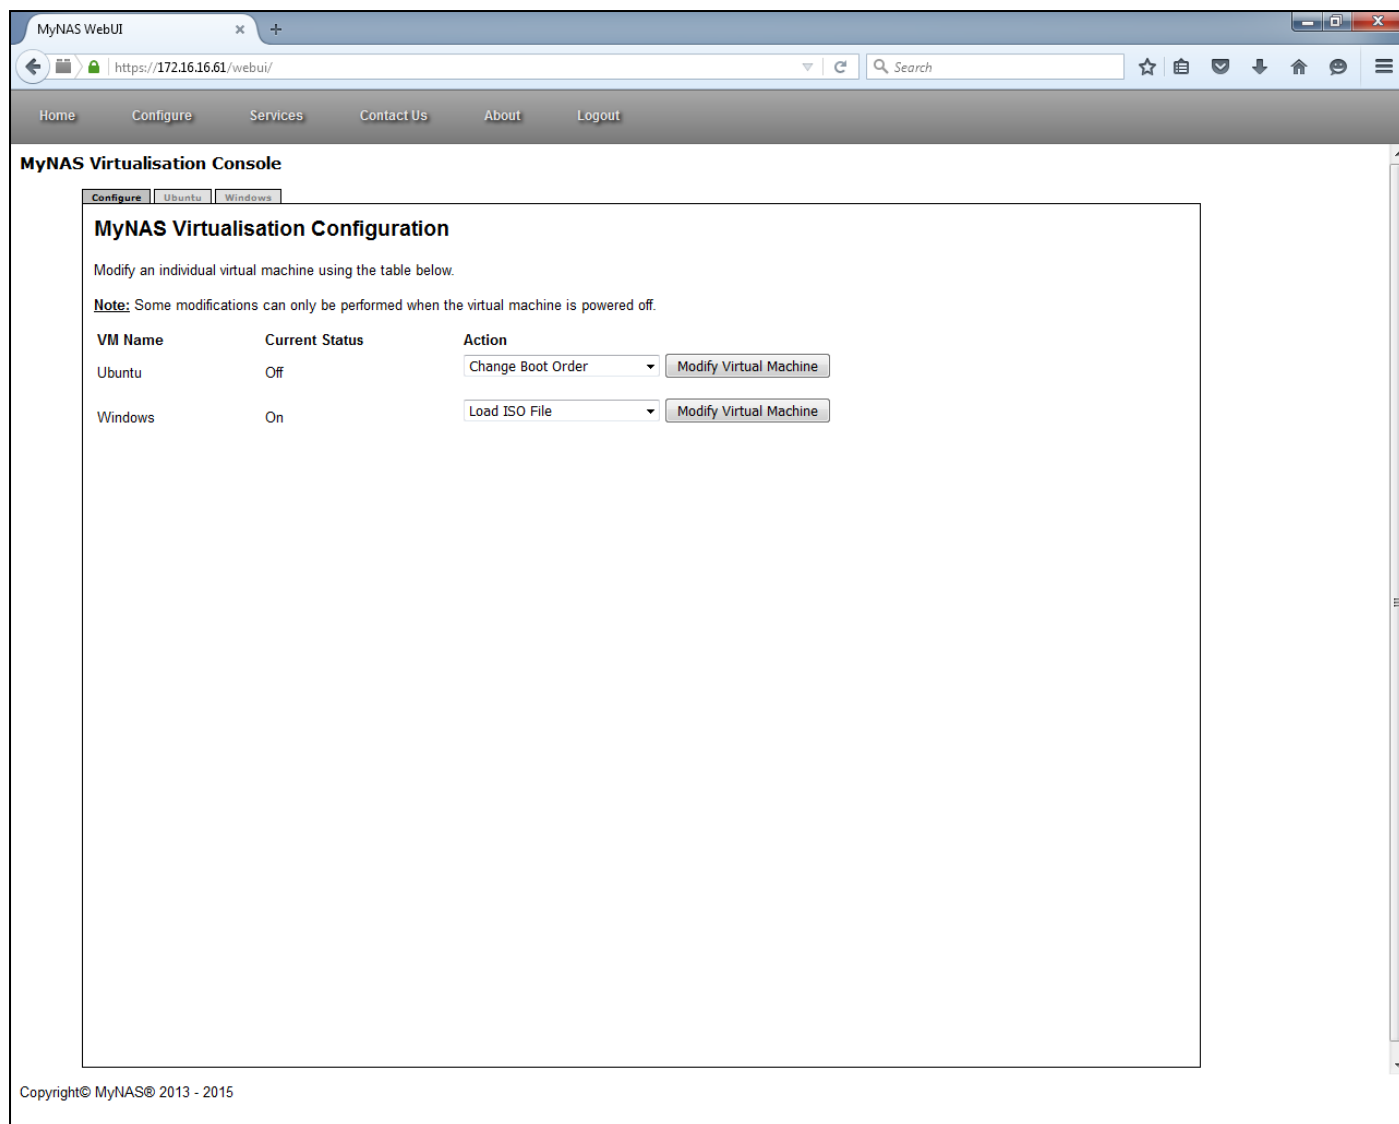 MyNAS WebUI
https://172.16.16.61/webui/
Search
Home Configure Services Contact Us About Logout
MyNAS Virtualisation Console
Configure Ubuntu Windows
MyNAS Virtualisation Configuration
Modify an individual virtual machine using the table below.
Note: Some modifications can only be performed when the virtual machine is powered off.
VM Name Current Status Action
Ubuntu Off Change Boot Order Modify Virtual Machine
Windows On Load ISO File Modify Virtual Machine
Copyright© MyNAS® 2013 - 2015